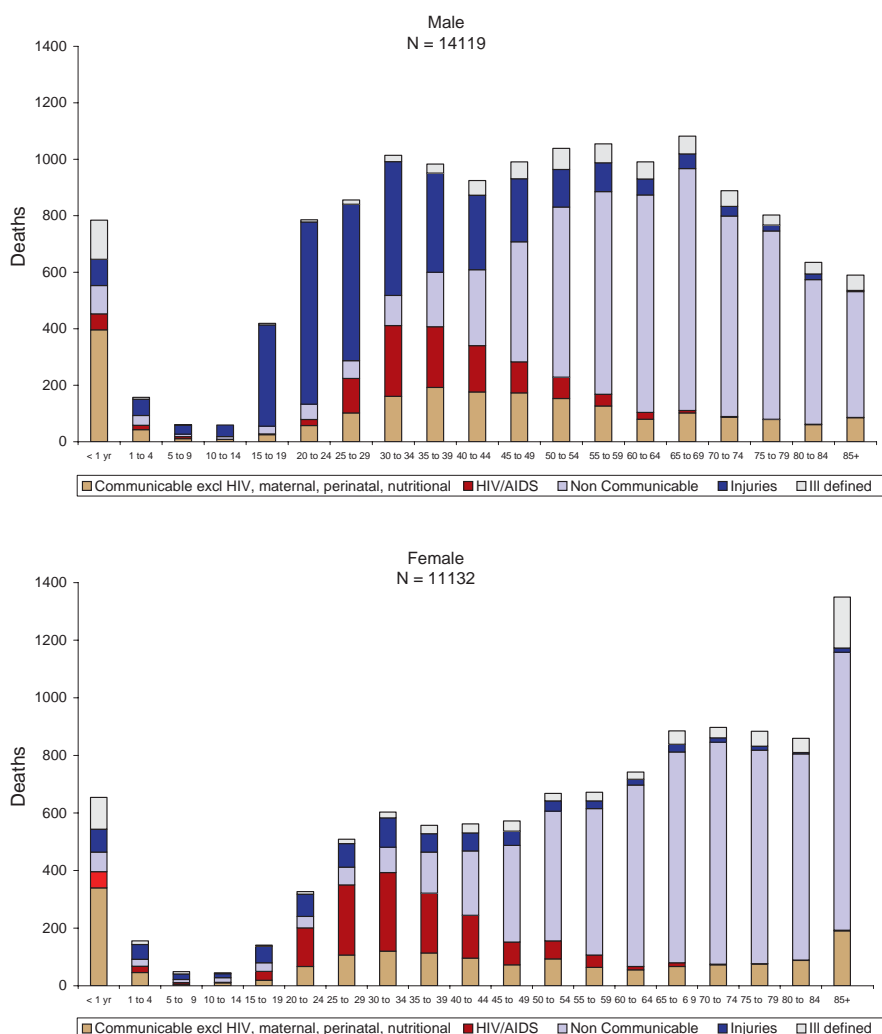 Male
N = 14119
1400
1200
1000
800
600
400
200
0
Deaths
< 1 yr 1 to 4 5 to 9 10 to 14 15 to 19 20 to 24 25 to 29 30 to 34 35 to 39 40 to 44 45 to 49 50 to 54 55 to 59 60 to 64 65 to 69 70 to 74 75 to 79 80 to 84 85+
Communicable excl HIV, maternal, perinatal, nutritional HIV/AIDS Non Communicable Injuries Ill defined
Female
N = 11132
1400
1200
1000
800
600
400
200
0
Deaths
< 1 yr 1 to 4 5 to 9 10 to 14 15 to 19 20 to 24 25 to 29 30 to 34 35 to 39 40 to 44 45 to 49 50 to 54 55 to 59 60 to 64 65 to 6 9 70 to 74 75 to 79 80 to 84 85+
Communicable excl HIV, maternal, perinatal, nutritional HIV/AIDS Non Communicable Injuries Ill defined